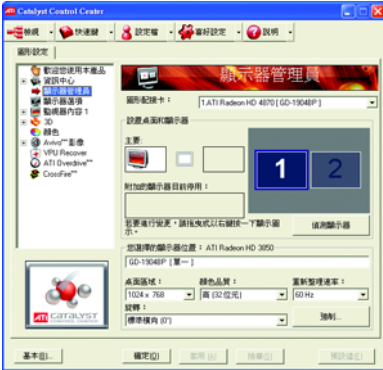 Catalyst Control Center
檢視
快速鍵
設定檔
喜好設定
說明
圖形設定
歡迎您使用本產品
資訊中心
顯示器管理員
顯示器選項
監視器內容 1
3D
顏色
Avivo™ 影像
VPU Recover
ATI Overdrive™
CrossFire™
顯示器管理員
圖形配接卡：
1.ATI Radeon HD 4870 [ GD-19048P ]
設置桌面和顯示器
主要:
1
2
附加的顯示器目前停用：
若要進行變更，請拖曳或以右鍵按一下顯示圖示。
偵測顯示器
您選擇的顯示器位置： ATI Radeon HD 3850
GD-19048P [ 單一 ]
桌面區域：
顏色品質：
重新整理速率：
1024 x 768
高 (32 位元)
60 Hz
旋轉：
標準橫向 (0°)
強制...
ATI CATALYST
CONTROL CENTER
基本(B)...
確定(O)
套用(A)
捨棄(S)
預設值(E)